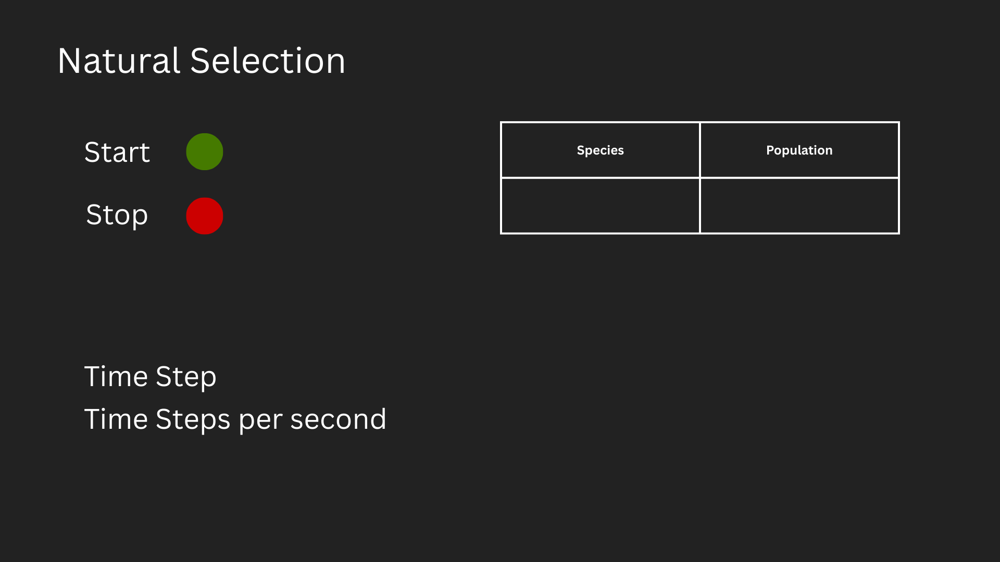 Natural Selection
Start
Stop
Species Population
Time Step
Time Steps per second